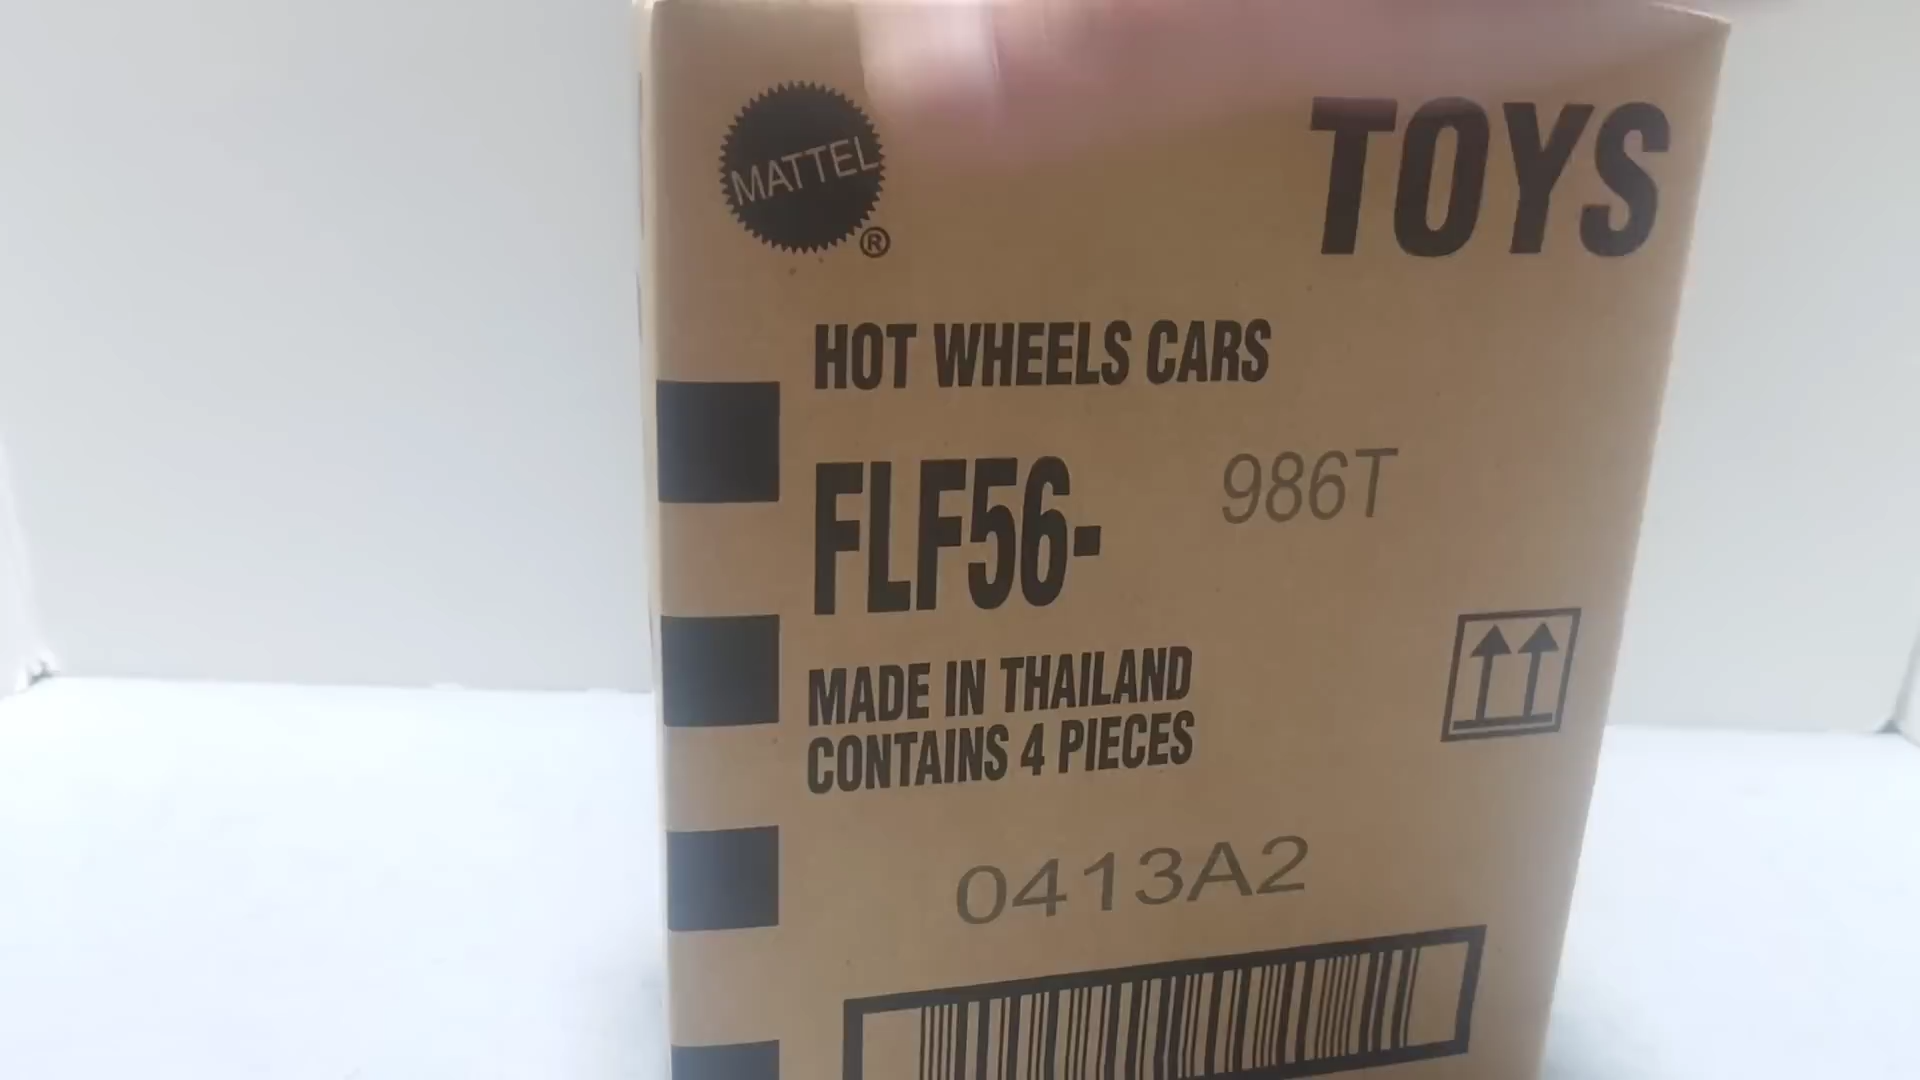 MATTEL
®
TOYS
HOT WHEELS CARS
FLF56-
986T
MADE IN THAILAND
CONTAINS 4 PIECES
0413A2